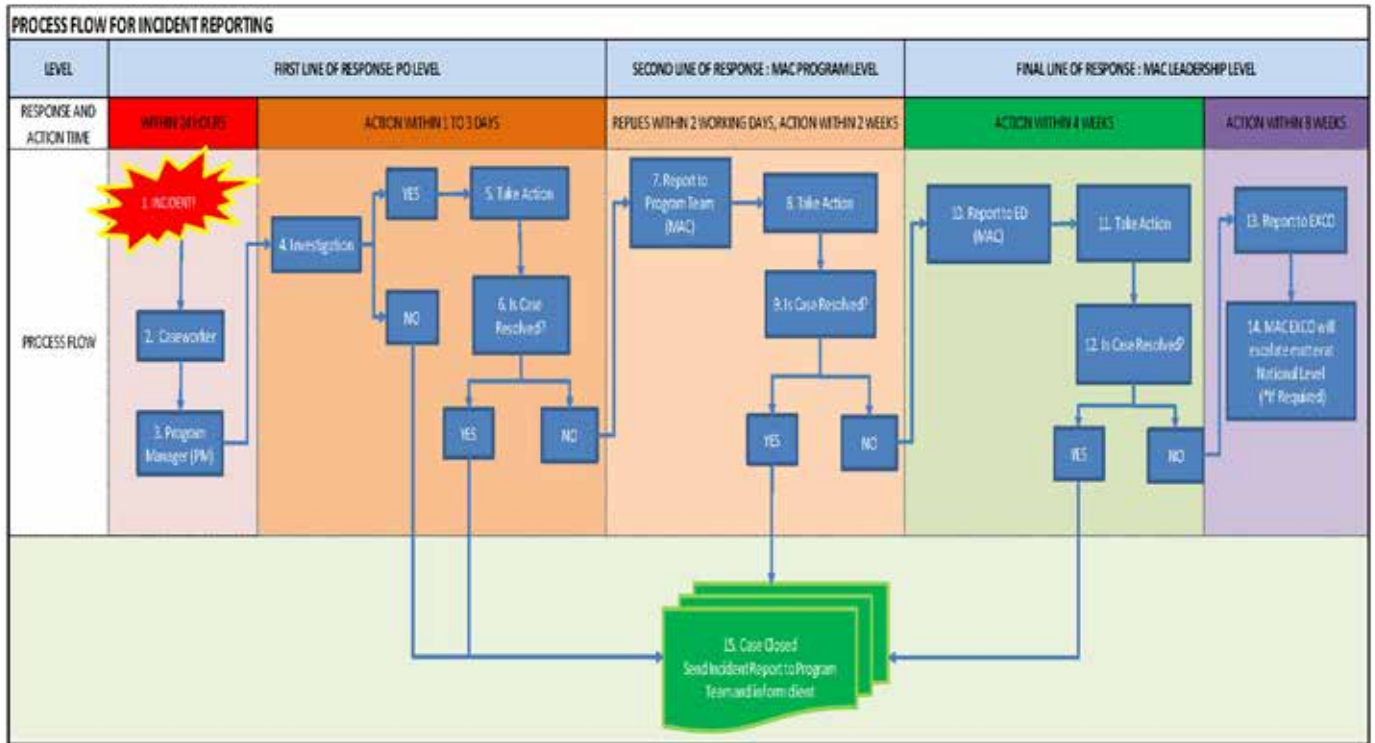 PROCESS FLOW FOR INCIDENT REPORTING
LEVEL
FIRST LINE OF RESPONSE: PO LEVEL
SECOND LINE OF RESPONSE : MAC PROGRAM LEVEL
FINAL LINE OF RESPONSE : MAC LEADERSHIP LEVEL
RESPONSE AND
ACTION TIME
WITHIN 24 HOURS
ACTION WITHIN 1 TO 3 DAYS
REPLIES WITHIN 2 WORKING DAYS, ACTION WITHIN 2 WEEKS
ACTION WITHIN 4 WEEKS
ACTION WITHIN 8 WEEKS
PROCESS FLOW
1. INCIDENT!
2. Caseworker
3. Program
Manager (PM)
4. Investigation
YES
NO
5. Take Action
6. Is Case
Resolved?
YES
NO
7. Report to
Program Team
(MAC)
8. Take Action
9. Is Case Resolved?
YES
NO
10. Report to ED
(MAC)
11. Take Action
12. Is Case Resolved?
YES
NO
13. Report to EXCO
14. MAC EXCO will
escalate matter at
National Level
(*If Required)
15. Case Closed
Send Incident Report to Program
Team and inform client